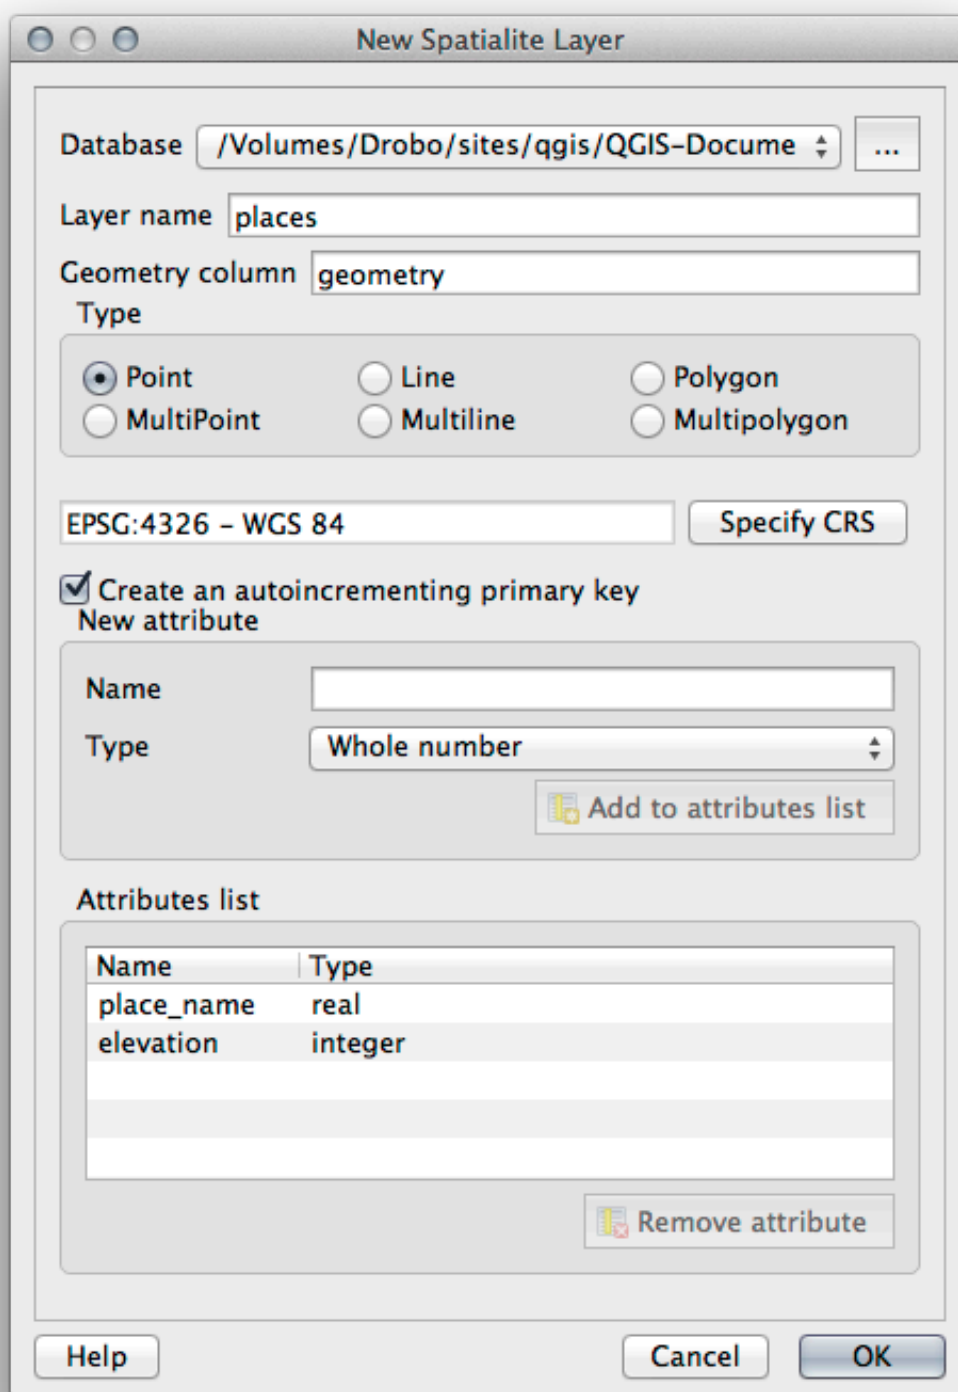 New Spatialite Layer
Database /Volumes/Drobo/sites/qgis/QGIS-Docume ...
Layer name places
Geometry column geometry
Type
Point Line Polygon
MultiPoint Multiline Multipolygon
EPSG:4326 – WGS 84 Specify CRS
Create an autoincrementing primary key
New attribute
Name
Type Whole number
Add to attributes list
Attributes list
Name Type
place_name real
elevation integer
Remove attribute
Help Cancel OK